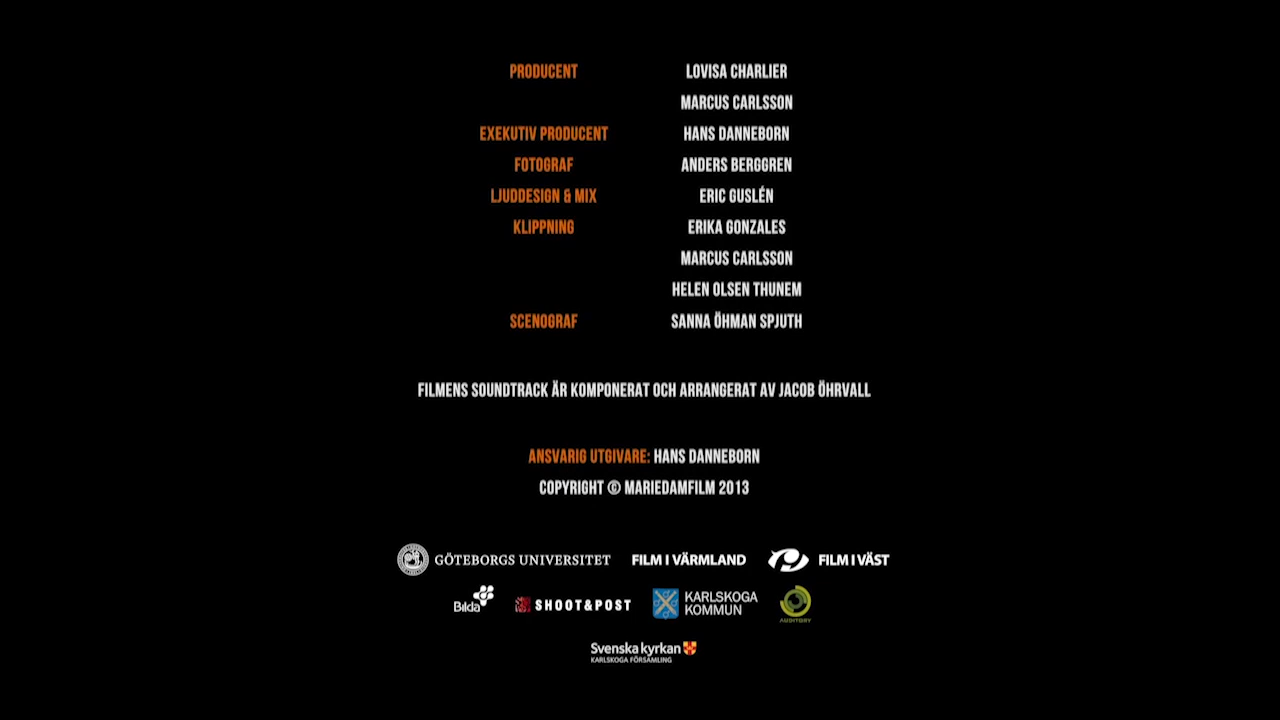 PRODUCENT LOVISA CHARLIER
MARCUS CARLSSON
EXEKUTIV PRODUCENT HANS DANNEBORN
FOTOGRAF ANDERS BERGGREN
LJUDDESIGN & MIX ERIC GUSLÉN
KLIPPNING ERIKA GONZALES
MARCUS CARLSSON
HELEN OLSEN THUNEM
SCENOGRAF SANNA ÖHMAN SPJUTH
FILMENS SOUNDTRACK ÄR KOMPONERAT OCH ARRANGERAT AV JACOB ÖHRVALL
ANSVARIG UTGIVARE: HANS DANNEBORN
COPYRIGHT © MARIEDAMFILM 2013
GÖTEBORGS UNIVERSITET FILM I VÄRMLAND FILM I VÄST
Bilda SHOOT&POST KARLSKOGA
KOMMUN AUDITORY
Svenska kyrkan
KARLSKOGA FÖRSAMLING